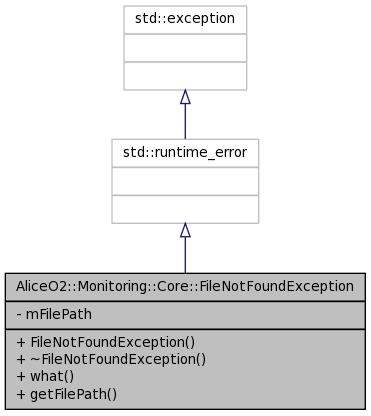 std::exception
std::runtime_error
AliceO2::Monitoring::Core::FileNotFoundException
- mFilePath
+ FileNotFoundException()
+ ~FileNotFoundException()
+ what()
+ getFilePath()